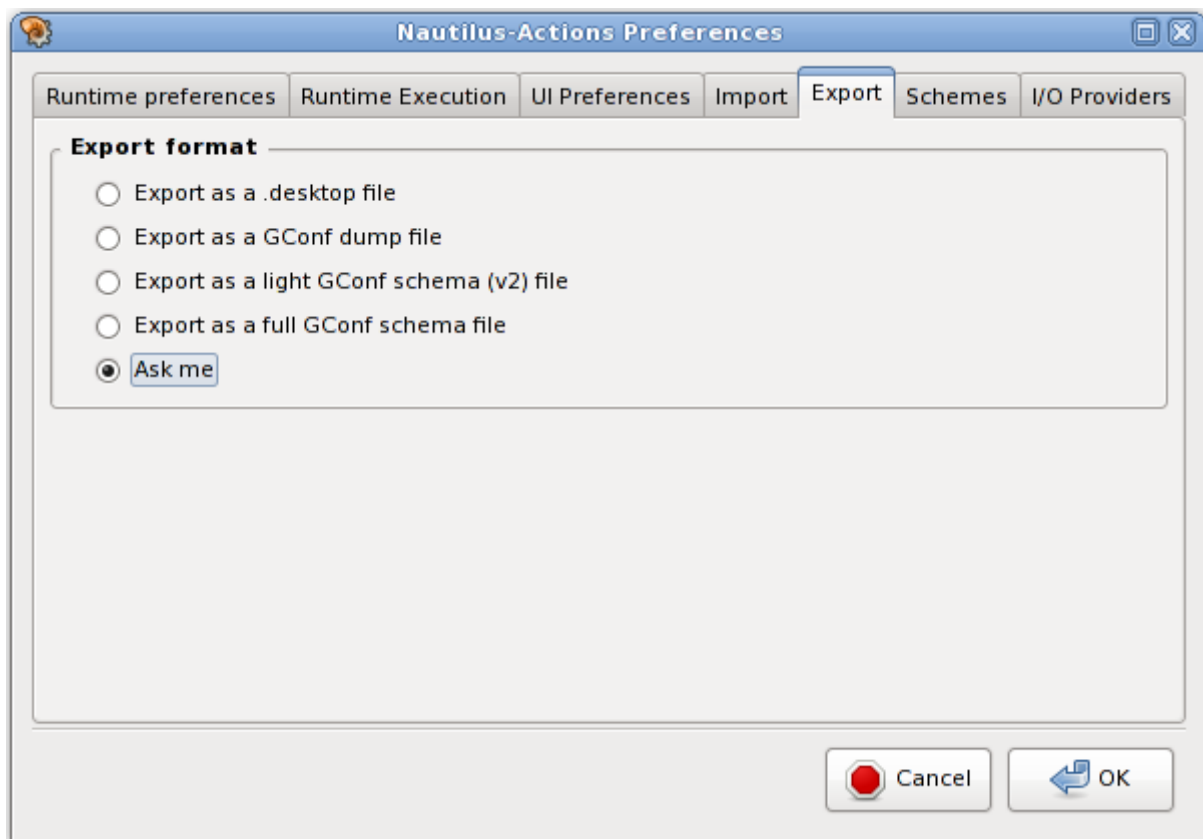 Nautilus-Actions Preferences
Runtime preferences Runtime Execution UI Preferences Import Export Schemes I/O Providers
Export format
Export as a .desktop file
Export as a GConf dump file
Export as a light GConf schema (v2) file
Export as a full GConf schema file
Ask me
Cancel OK